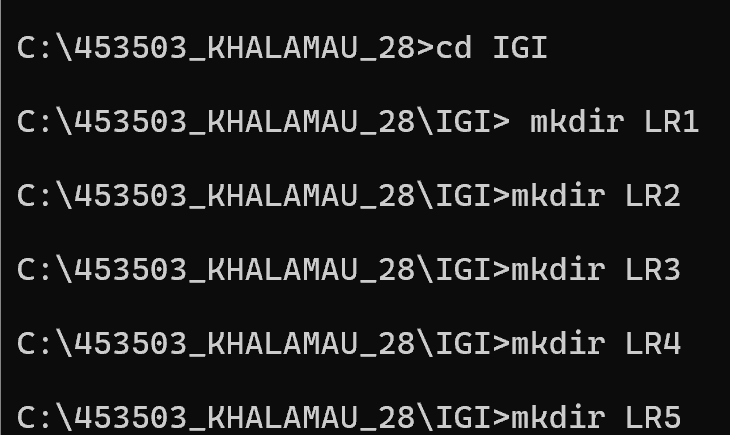 C:\453503_KHALAMAU_28>cd IGI
C:\453503_KHALAMAU_28\IGI> mkdir LR1
C:\453503_KHALAMAU_28\IGI>mkdir LR2
C:\453503_KHALAMAU_28\IGI>mkdir LR3
C:\453503_KHALAMAU_28\IGI>mkdir LR4
C:\453503_KHALAMAU_28\IGI>mkdir LR5